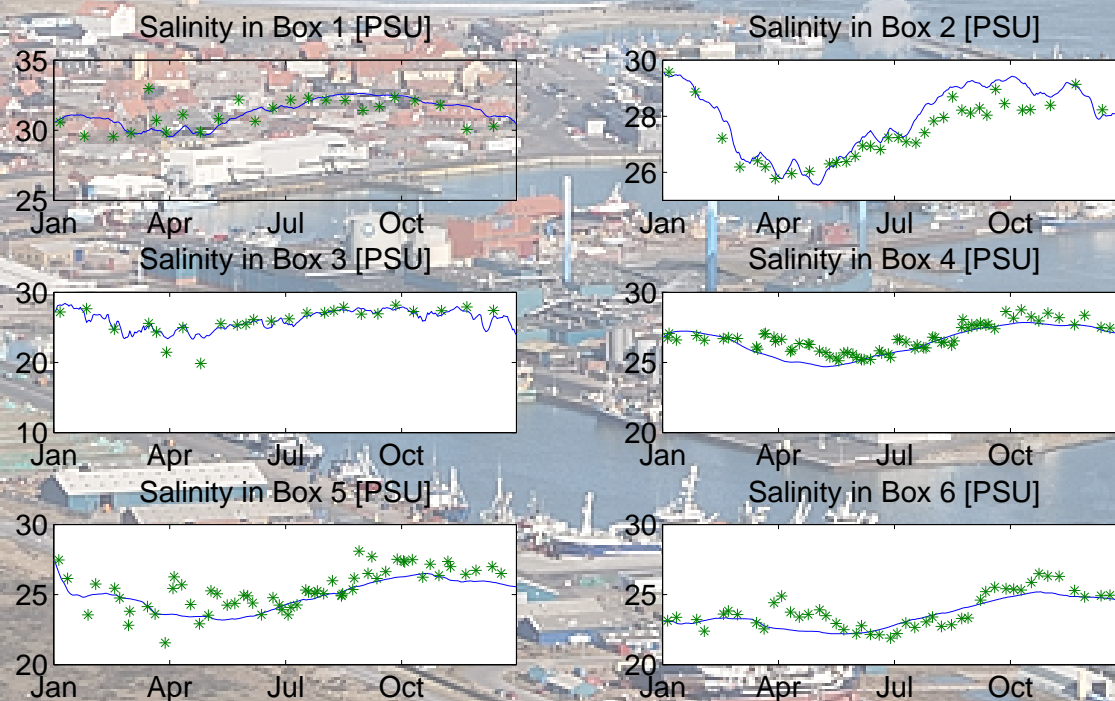 Salinity in Box 1 [PSU]
35
30
25
Jan Apr Jul Oct
Salinity in Box 2 [PSU]
30
28
26
Jan Apr Jul Oct
Salinity in Box 3 [PSU]
30
20
10
Jan Apr Jul Oct
Salinity in Box 4 [PSU]
30
25
20
Jan Apr Jul Oct
Salinity in Box 5 [PSU]
30
25
20
Jan Apr Jul Oct
Salinity in Box 6 [PSU]
30
25
20
Jan Apr Jul Oct